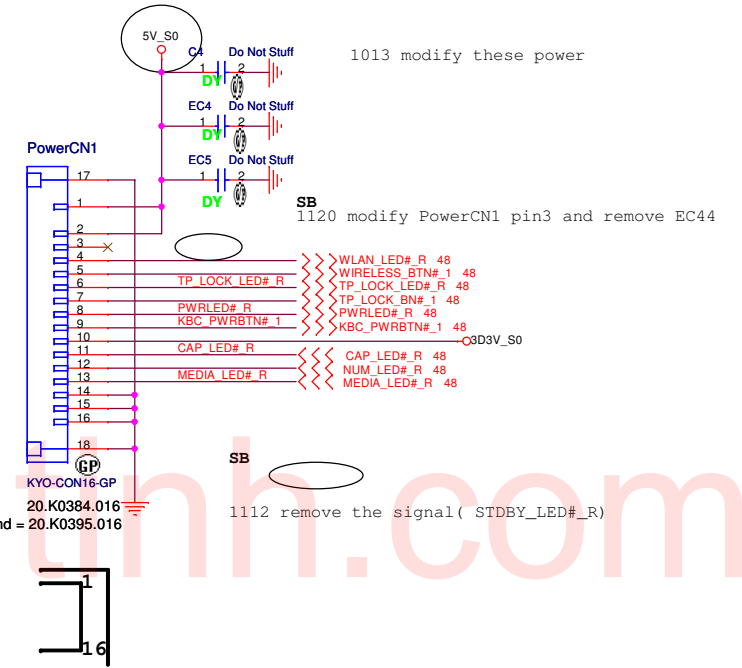 5V_S0
C4 Do Not Stuff
1 2
DY
1013 modify these power
EC4 Do Not Stuff
1 2
DY
PowerCN1
EC5 Do Not Stuff
1 2
DY
17
SB
1
1120 modify PowerCN1 pin3 and remove EC44
2
3
4 WLAN_LED#_R 48
5 WIRELESS_BTN#_1 48
6 TP_LOCK_LED#_R TP_LOCK_LED#_R 48
7 TP_LOCK_BN#_1 48
8 PWRLED#_R PWRLED#_R 48
9 KBC_PWRBTN#_1 KBC_PWRBTN#_1 48
10 3D3V_S0
11 CAP_LED#_R CAP_LED#_R 48
12 NUM_LED#_R 48
13 MEDIA_LED#_R MEDIA_LED#_R 48
14
15
16
18
SB
GP
KYO-CON16-GP
20.K0384.016
nd = 20.K0395.016
1112 remove the signal( STDBY_LED#_R)
tinh.com
1
16